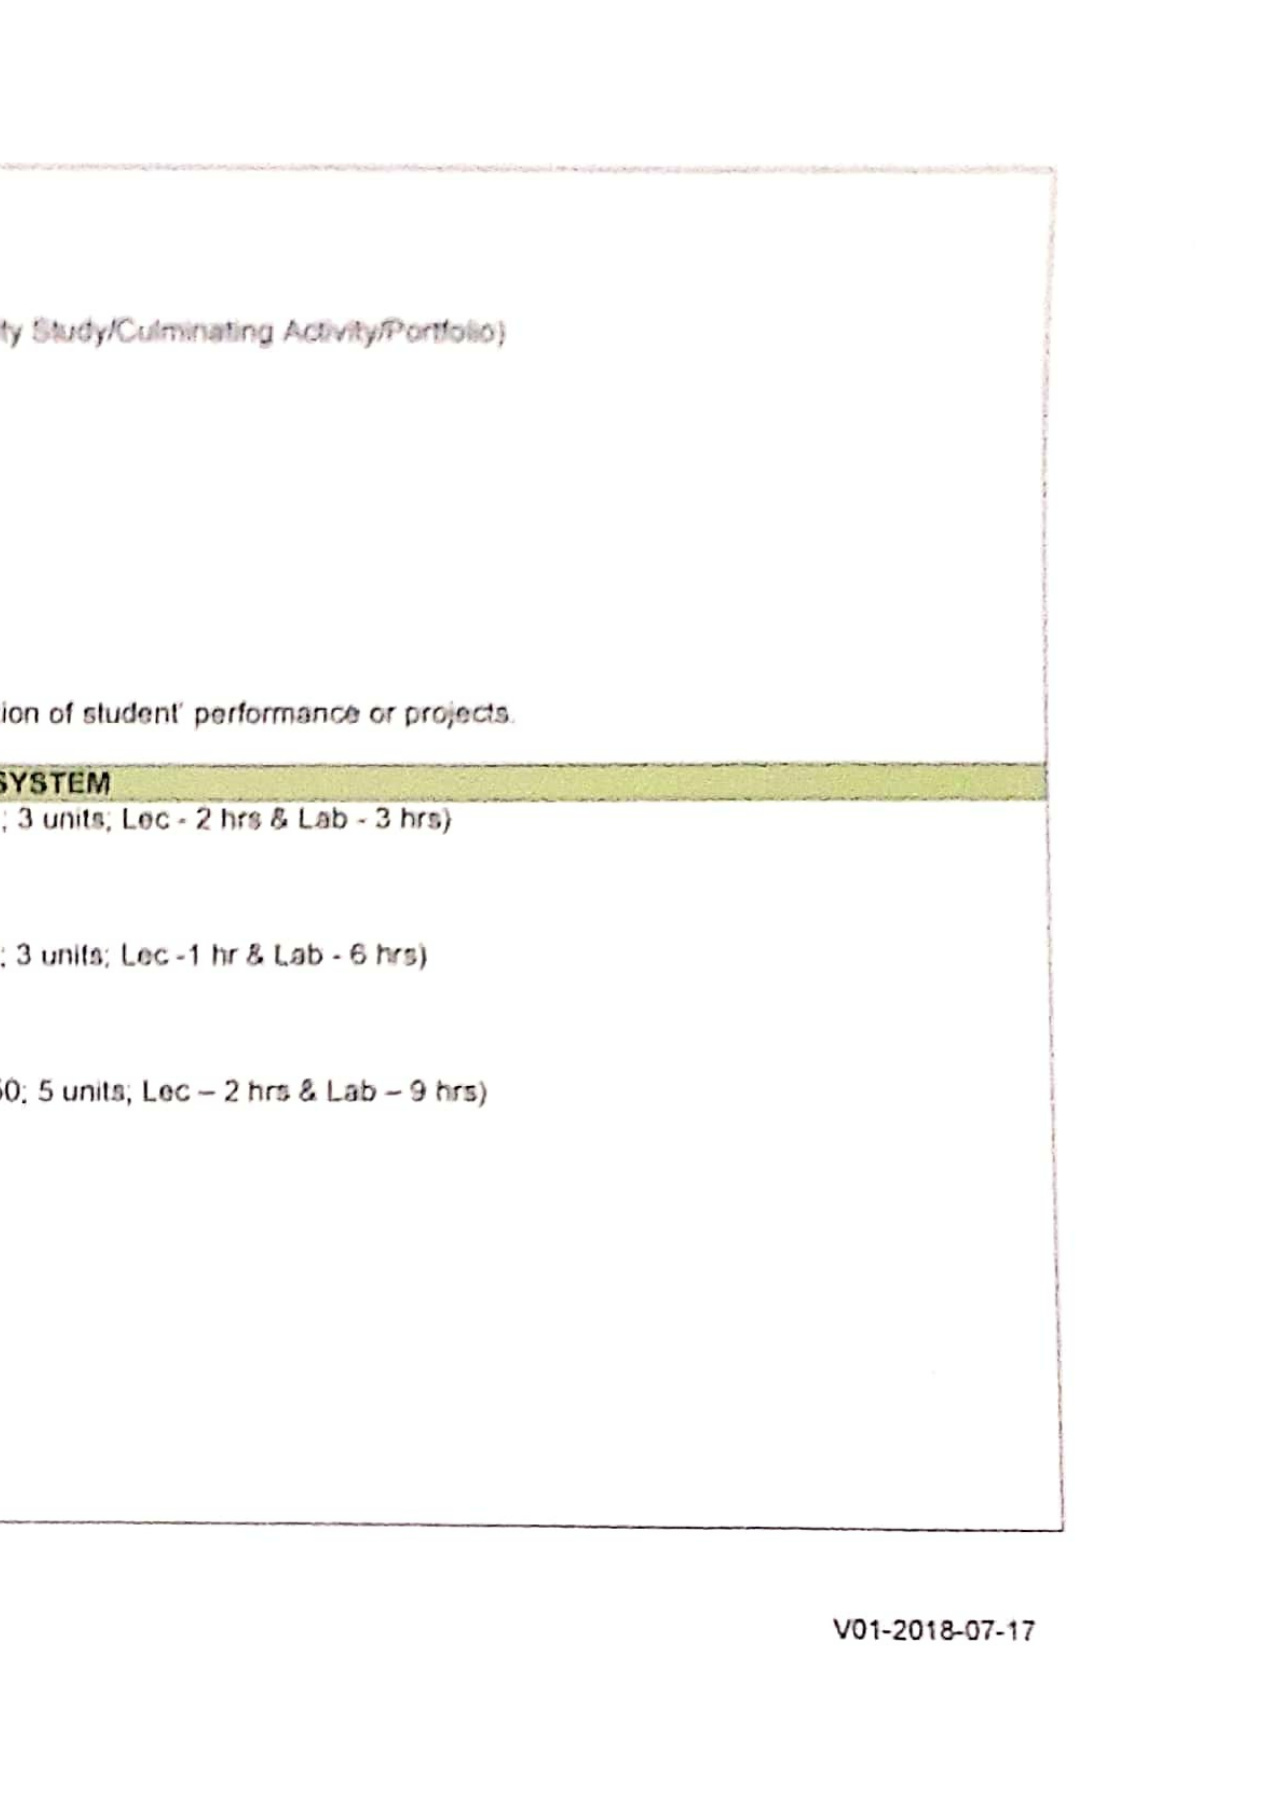 ty Study/Culminating Activity/Portfolio)
ion of student' performance or projects.
SYSTEM
; 3 units; Lec - 2 hrs & Lab - 3 hrs)
; 3 units; Lec -1 hr & Lab - 6 hrs)
50; 5 units; Lec – 2 hrs & Lab – 9 hrs)
V01-2018-07-17